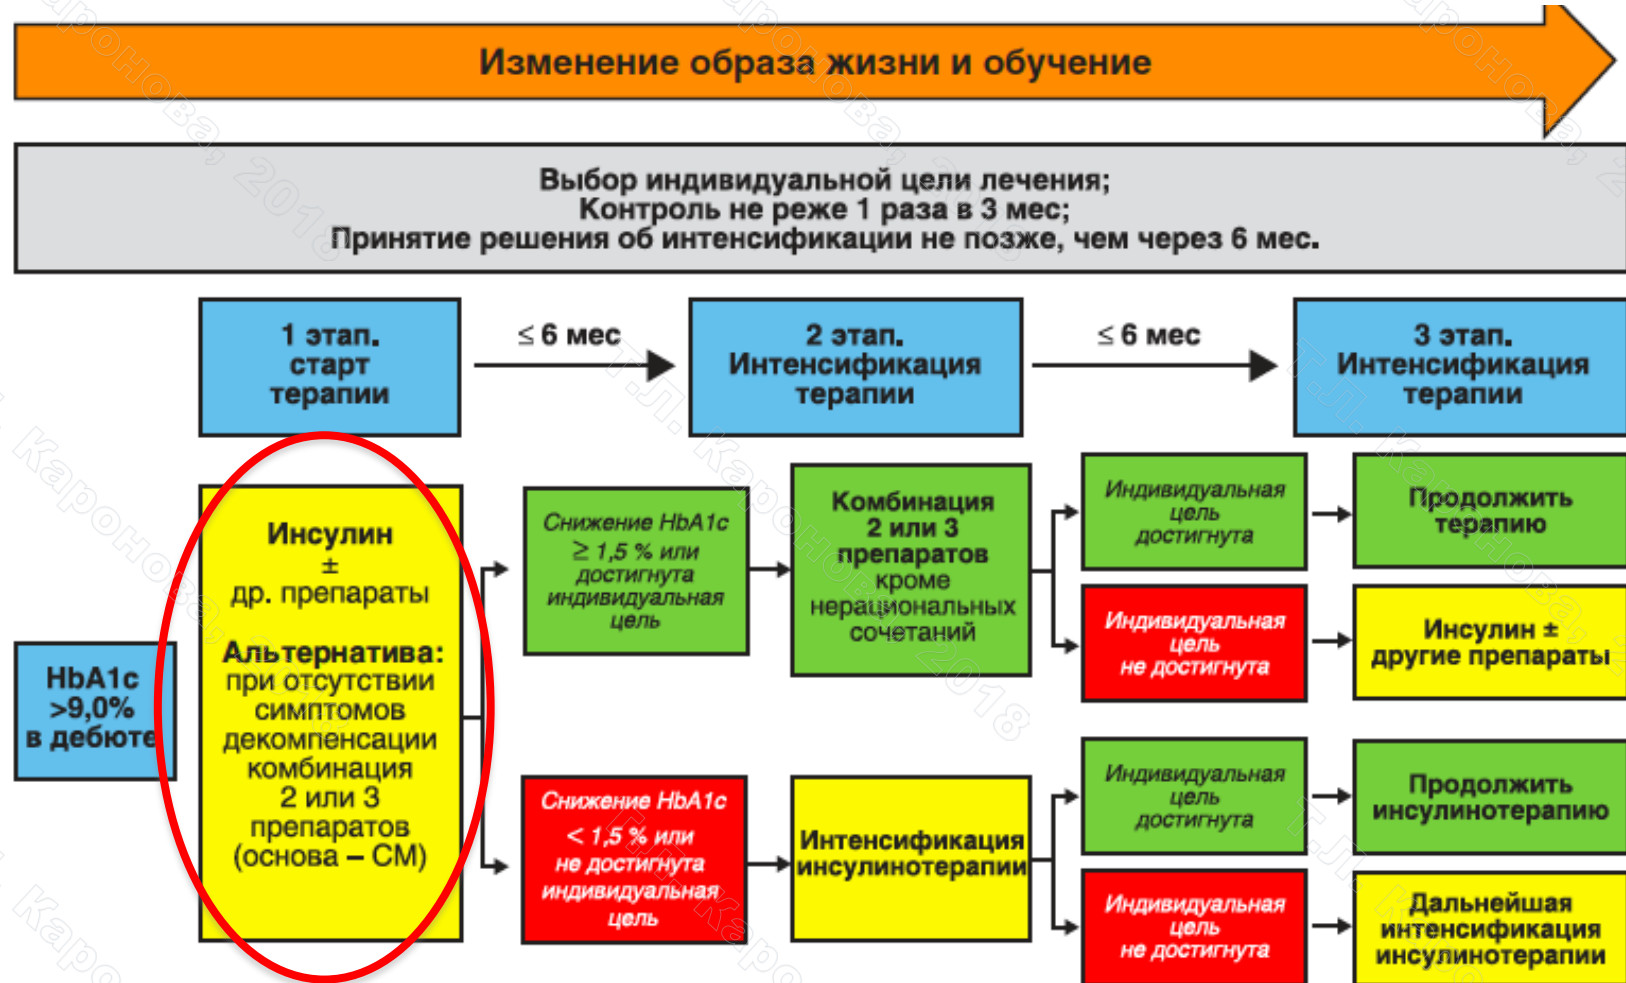 Изменение образа жизни и обучение
Выбор индивидуальной цели лечения;
Контроль не реже 1 раза в 3 мес;
Принятие решения об интенсификации не позже, чем через 6 мес.
1 этап.
старт
терапии
≤ 6 мес
2 этап.
Интенсификация
терапии
≤ 6 мес
3 этап.
Интенсификация
терапии
HbA1c
>9,0%
в дебюте
Инсулин
±
др. препараты
Альтернатива:
при отсутствии
симптомов
декомпенсации
комбинация
2 или 3
препаратов
(основа – СМ)
Снижение HbA1c
≥ 1,5 % или
достигнута
индивидуальная
цель
Комбинация
2 или 3
препаратов
кроме
нерациональных
сочетаний
Индивидуальная
цель
достигнута
Продолжить
терапию
Индивидуальная
цель
не достигнута
Инсулин ±
другие препараты
Снижение HbA1c
< 1,5 % или
не достигнута
индивидуальная
цель
Интенсификация
инсулинотерапии
Индивидуальная
цель
достигнута
Продолжить
инсулинотерапию
Индивидуальная
цель
не достигнута
Дальнейшая
интенсификация
инсулинотерапии
Т.Л. Каронова, 2018